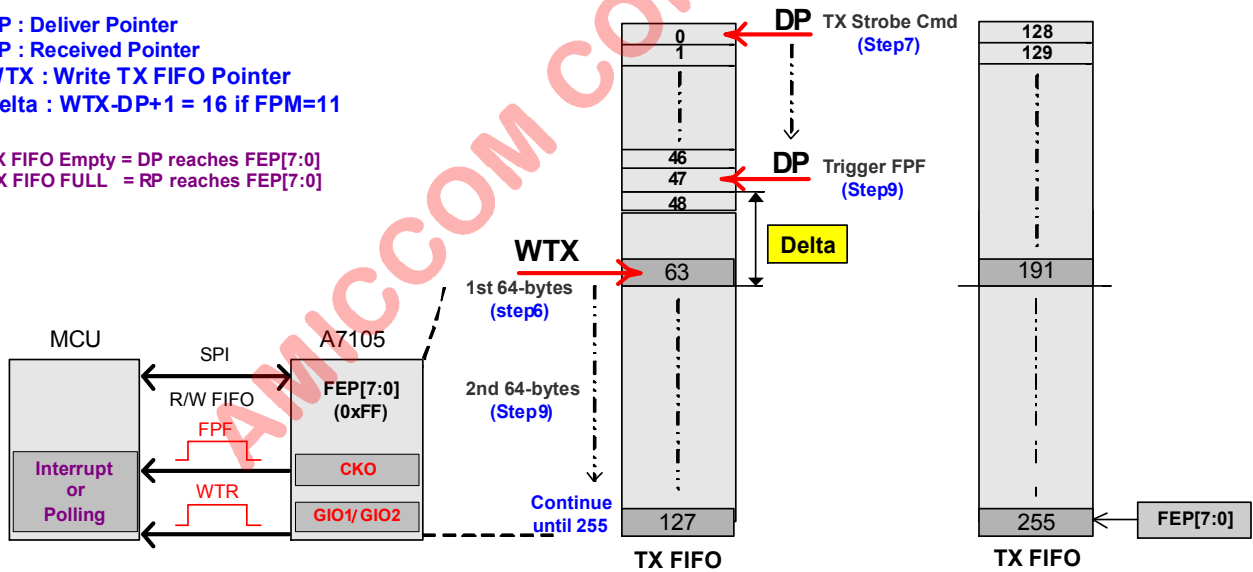 P : Deliver Pointer
P : Received Pointer
WTX : Write TX FIFO Pointer
elta : WTX-DP+1 = 16 if FPM=11
X FIFO Empty = DP reaches FEP[7:0]
X FIFO FULL = RP reaches FEP[7:0]
0
1
46
47
48
63
127
TX FIFO
DP TX Strobe Cmd
(Step7)
DP Trigger FPF
(Step9)
Delta
WTX
1st 64-bytes
(step6)
2nd 64-bytes
(Step9)
Continue
until 255
128
129
191
255
TX FIFO
FEP[7:0]
MCU
SPI
R/W FIFO
FPF
WTR
Interrupt
or
Polling
A7105
FEP[7:0]
(0xFF)
CKO
GIO1/ GIO2
AMICCOM CO